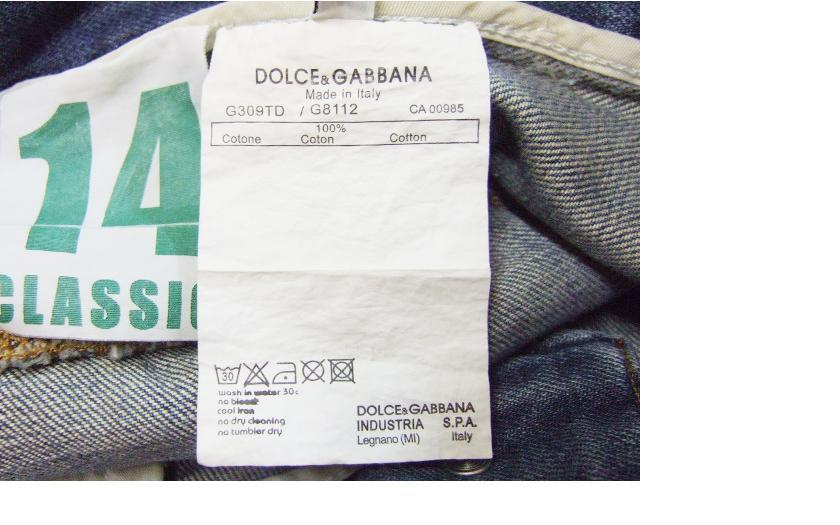 14
CLASSIC
DOLCE&GABBANA
Made in Italy
G309TD / G8112 CA 00985
100%
Cotone Coton Cotton
30
wash in water 30c
no bleach
cool iron
no dry cleaning
no tumbler dry
DOLCE&GABBANA
INDUSTRIA S.P.A.
Legnano (MI) Italy